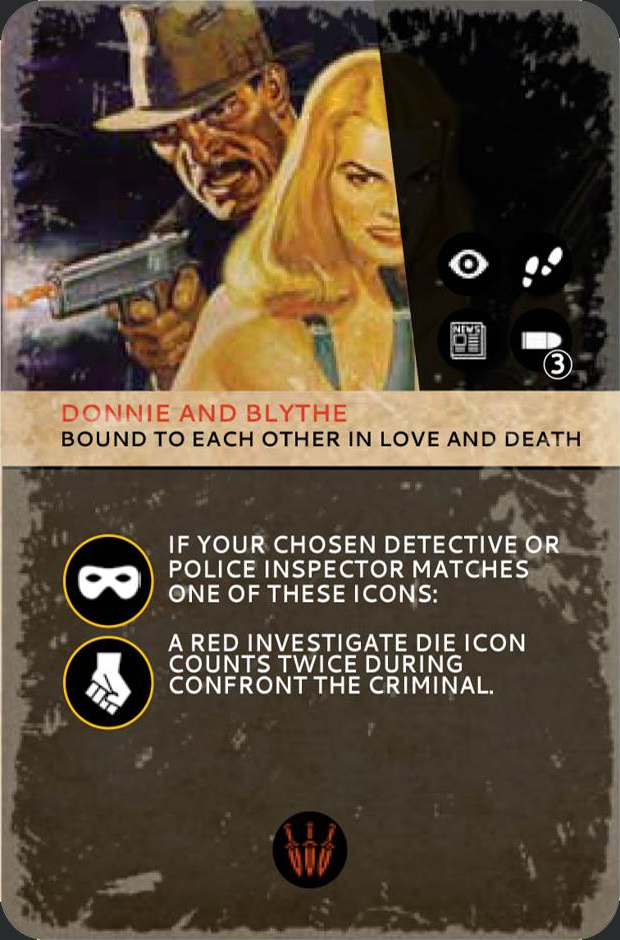 NEWS
3
DONNIE AND BLYTHE
BOUND TO EACH OTHER IN LOVE AND DEATH
IF YOUR CHOSEN DETECTIVE OR
POLICE INSPECTOR MATCHES
ONE OF THESE ICONS:
A RED INVESTIGATE DIE ICON
COUNTS TWICE DURING
CONFRONT THE CRIMINAL.